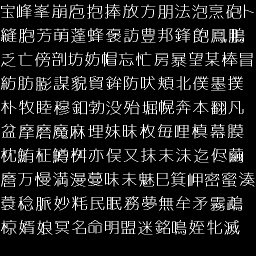 宝峰峯崩庖抱捧放方朋法泡烹砲卜
縫胞芳萌蓬蜂褒訪豊邦鋒飽鳳鵬
乏亡傍剖坊妨帽忘忙房暴望某棒冒
紡肪膨謀貌貿鉾防吠頬北僕墨撲
朴牧睦穆釦勃没殆堀幌奔本翻凡
盆摩磨魔麻埋妹昧枚毎哩槙幕膜
枕鮪柾鱒桝亦俣又抹末沫迄侭繭
麿万慢満漫蔓味未魅巳箕岬密蜜湊
蓑稔脈妙粍民眠務夢無牟矛霧鵡
椋婿娘冥名命明盟迷銘鳴姪牝滅